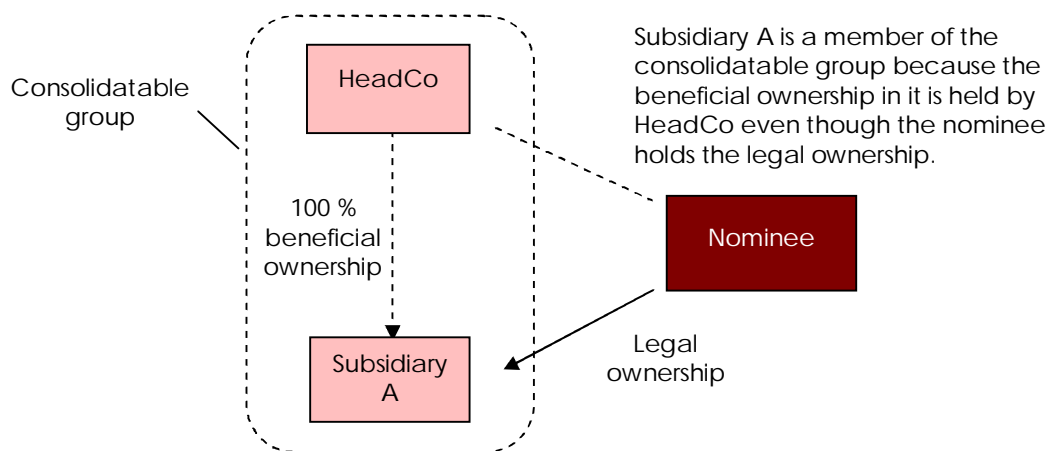 Consolidatable
group
HeadCo
100 %
beneficial
ownership
Subsidiary
A
Subsidiary A is a member of the
consolidatable group because the
beneficial ownership in it is held by
HeadCo even though the nominee
holds the legal ownership.
Nominee
Legal
ownership